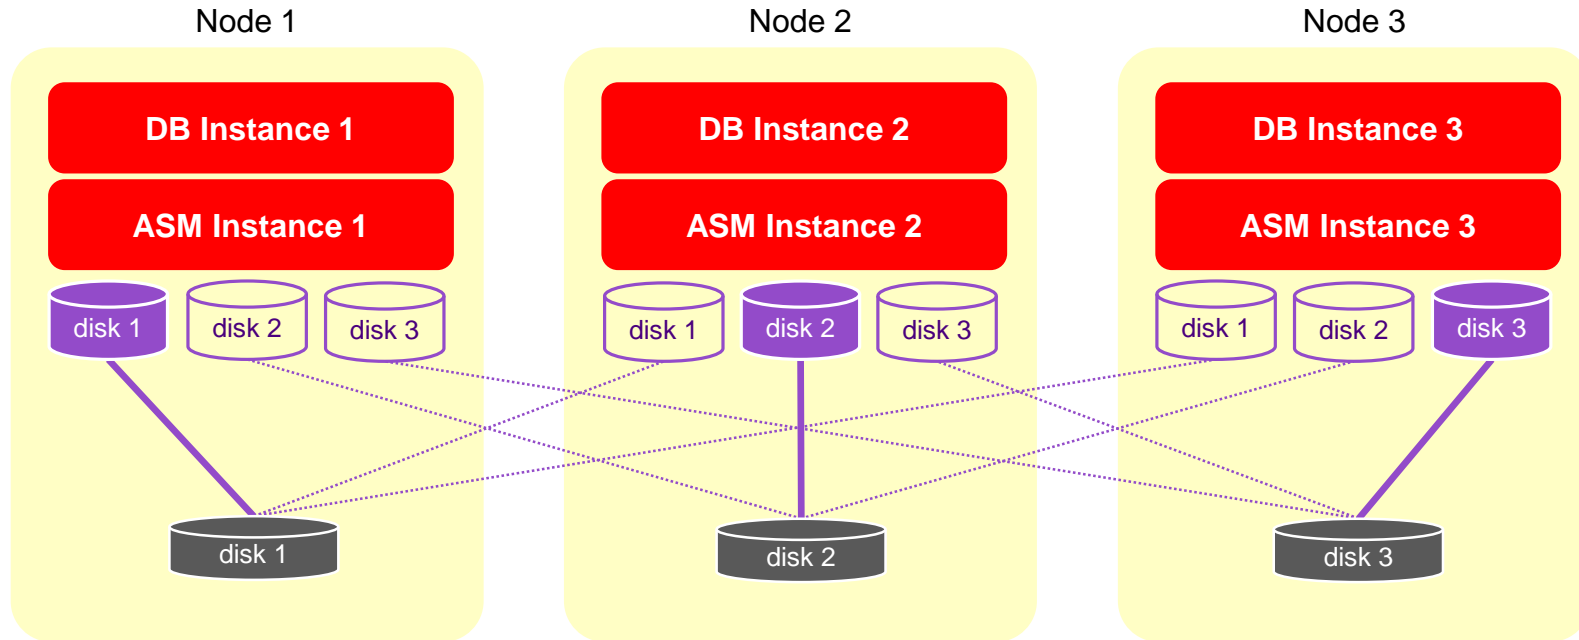 Node 1
Node 2
Node 3
DB Instance 1
DB Instance 2
DB Instance 3
ASM Instance 1
ASM Instance 2
ASM Instance 3
disk 1
disk 2
disk 3
disk 1
disk 2
disk 3
disk 1
disk 2
disk 3
disk 1
disk 2
disk 3